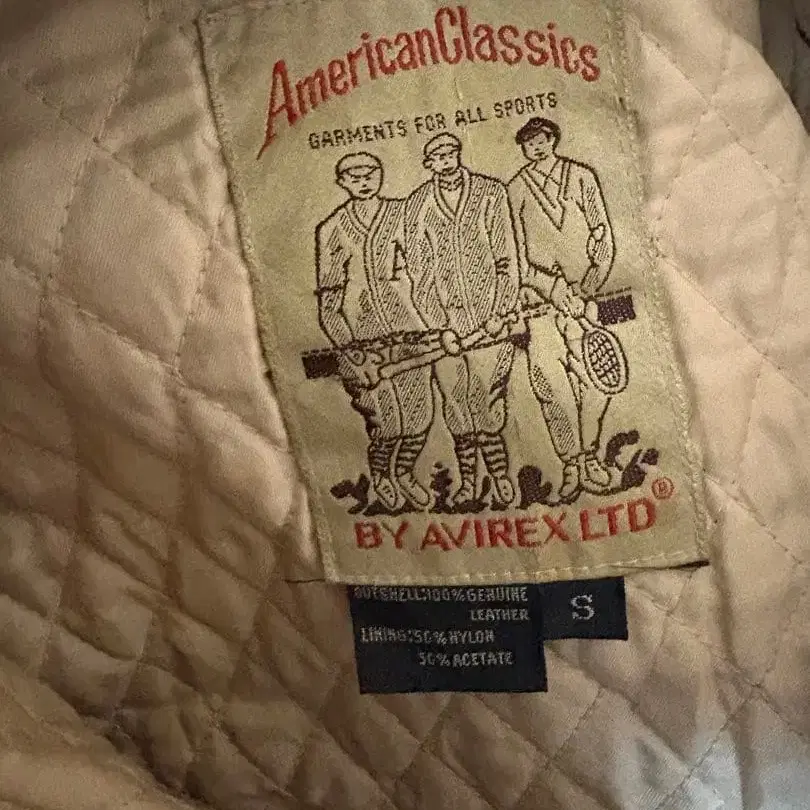 AmericanClassics
GARMENTS FOR ALL SPORTS
A
BY AVIREX LTD®
OUTSHELL:100% GENUINE
LEATHER
LINING:50% NYLON
50% ACETATE
S